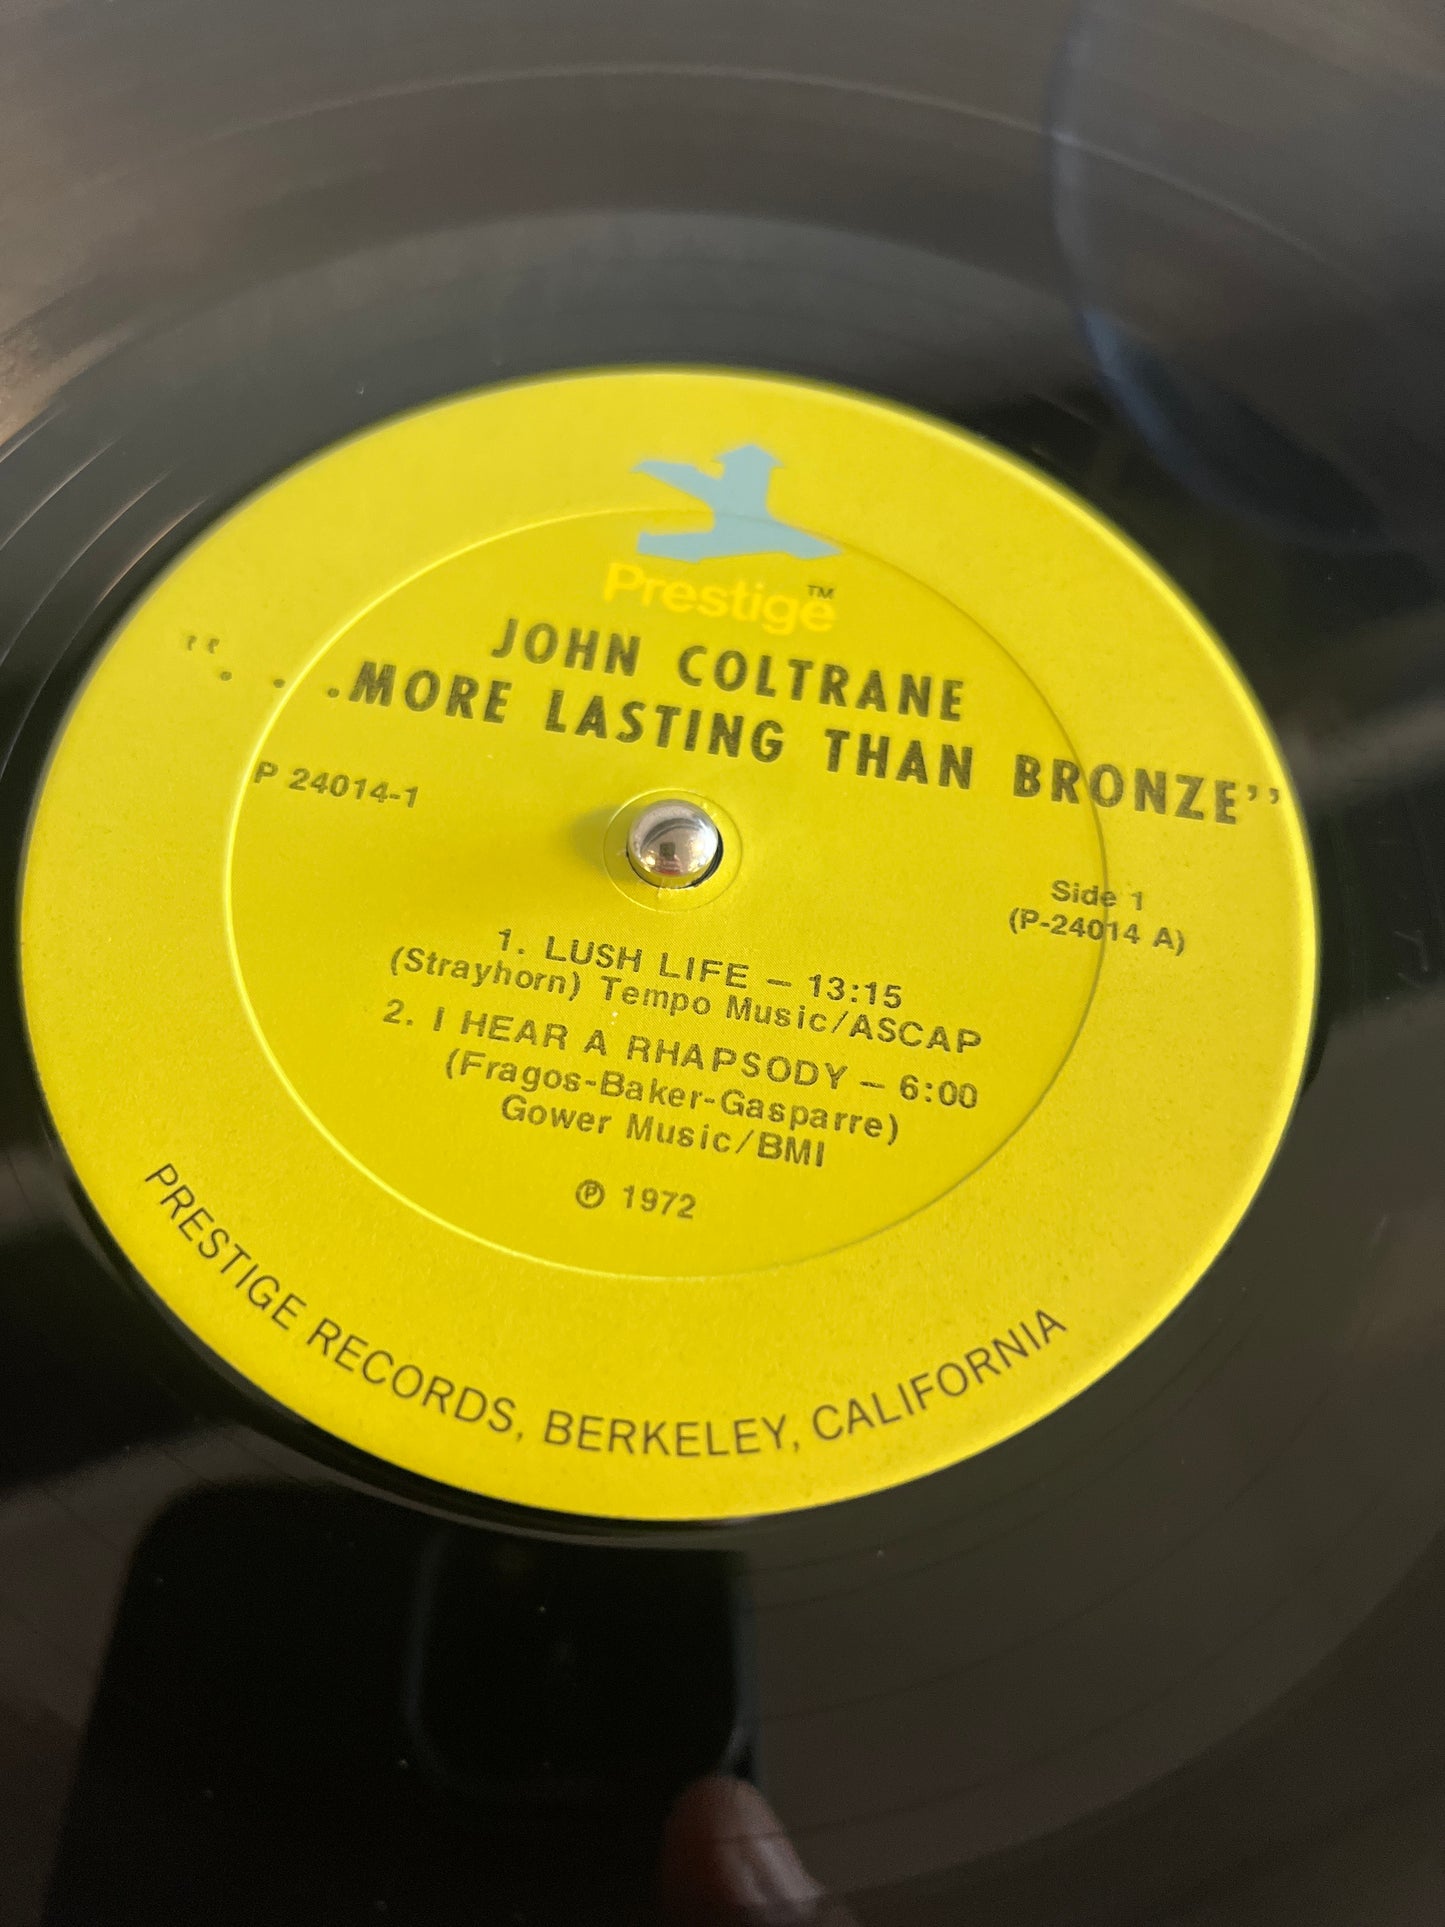 Prestige™
JOHN COLTRANE
“. . .MORE LASTING THAN BRONZE”
P 24014-1
Side 1
(P-24014 A)
1. LUSH LIFE — 13:15
(Strayhorn) Tempo Music/ASCAP
2. I HEAR A RHAPSODY — 6:00
(Fragos-Baker-Gasparre)
Gower Music/BMI
℗ 1972
PRESTIGE RECORDS, BERKELEY, CALIFORNIA